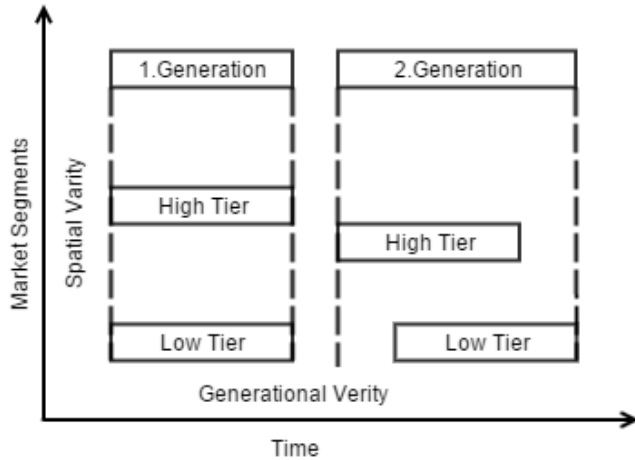 1.Generation
2.Generation
High Tier
High Tier
Low Tier
Low Tier
Generational Verity
Time
Market Segments
Spatial Varity